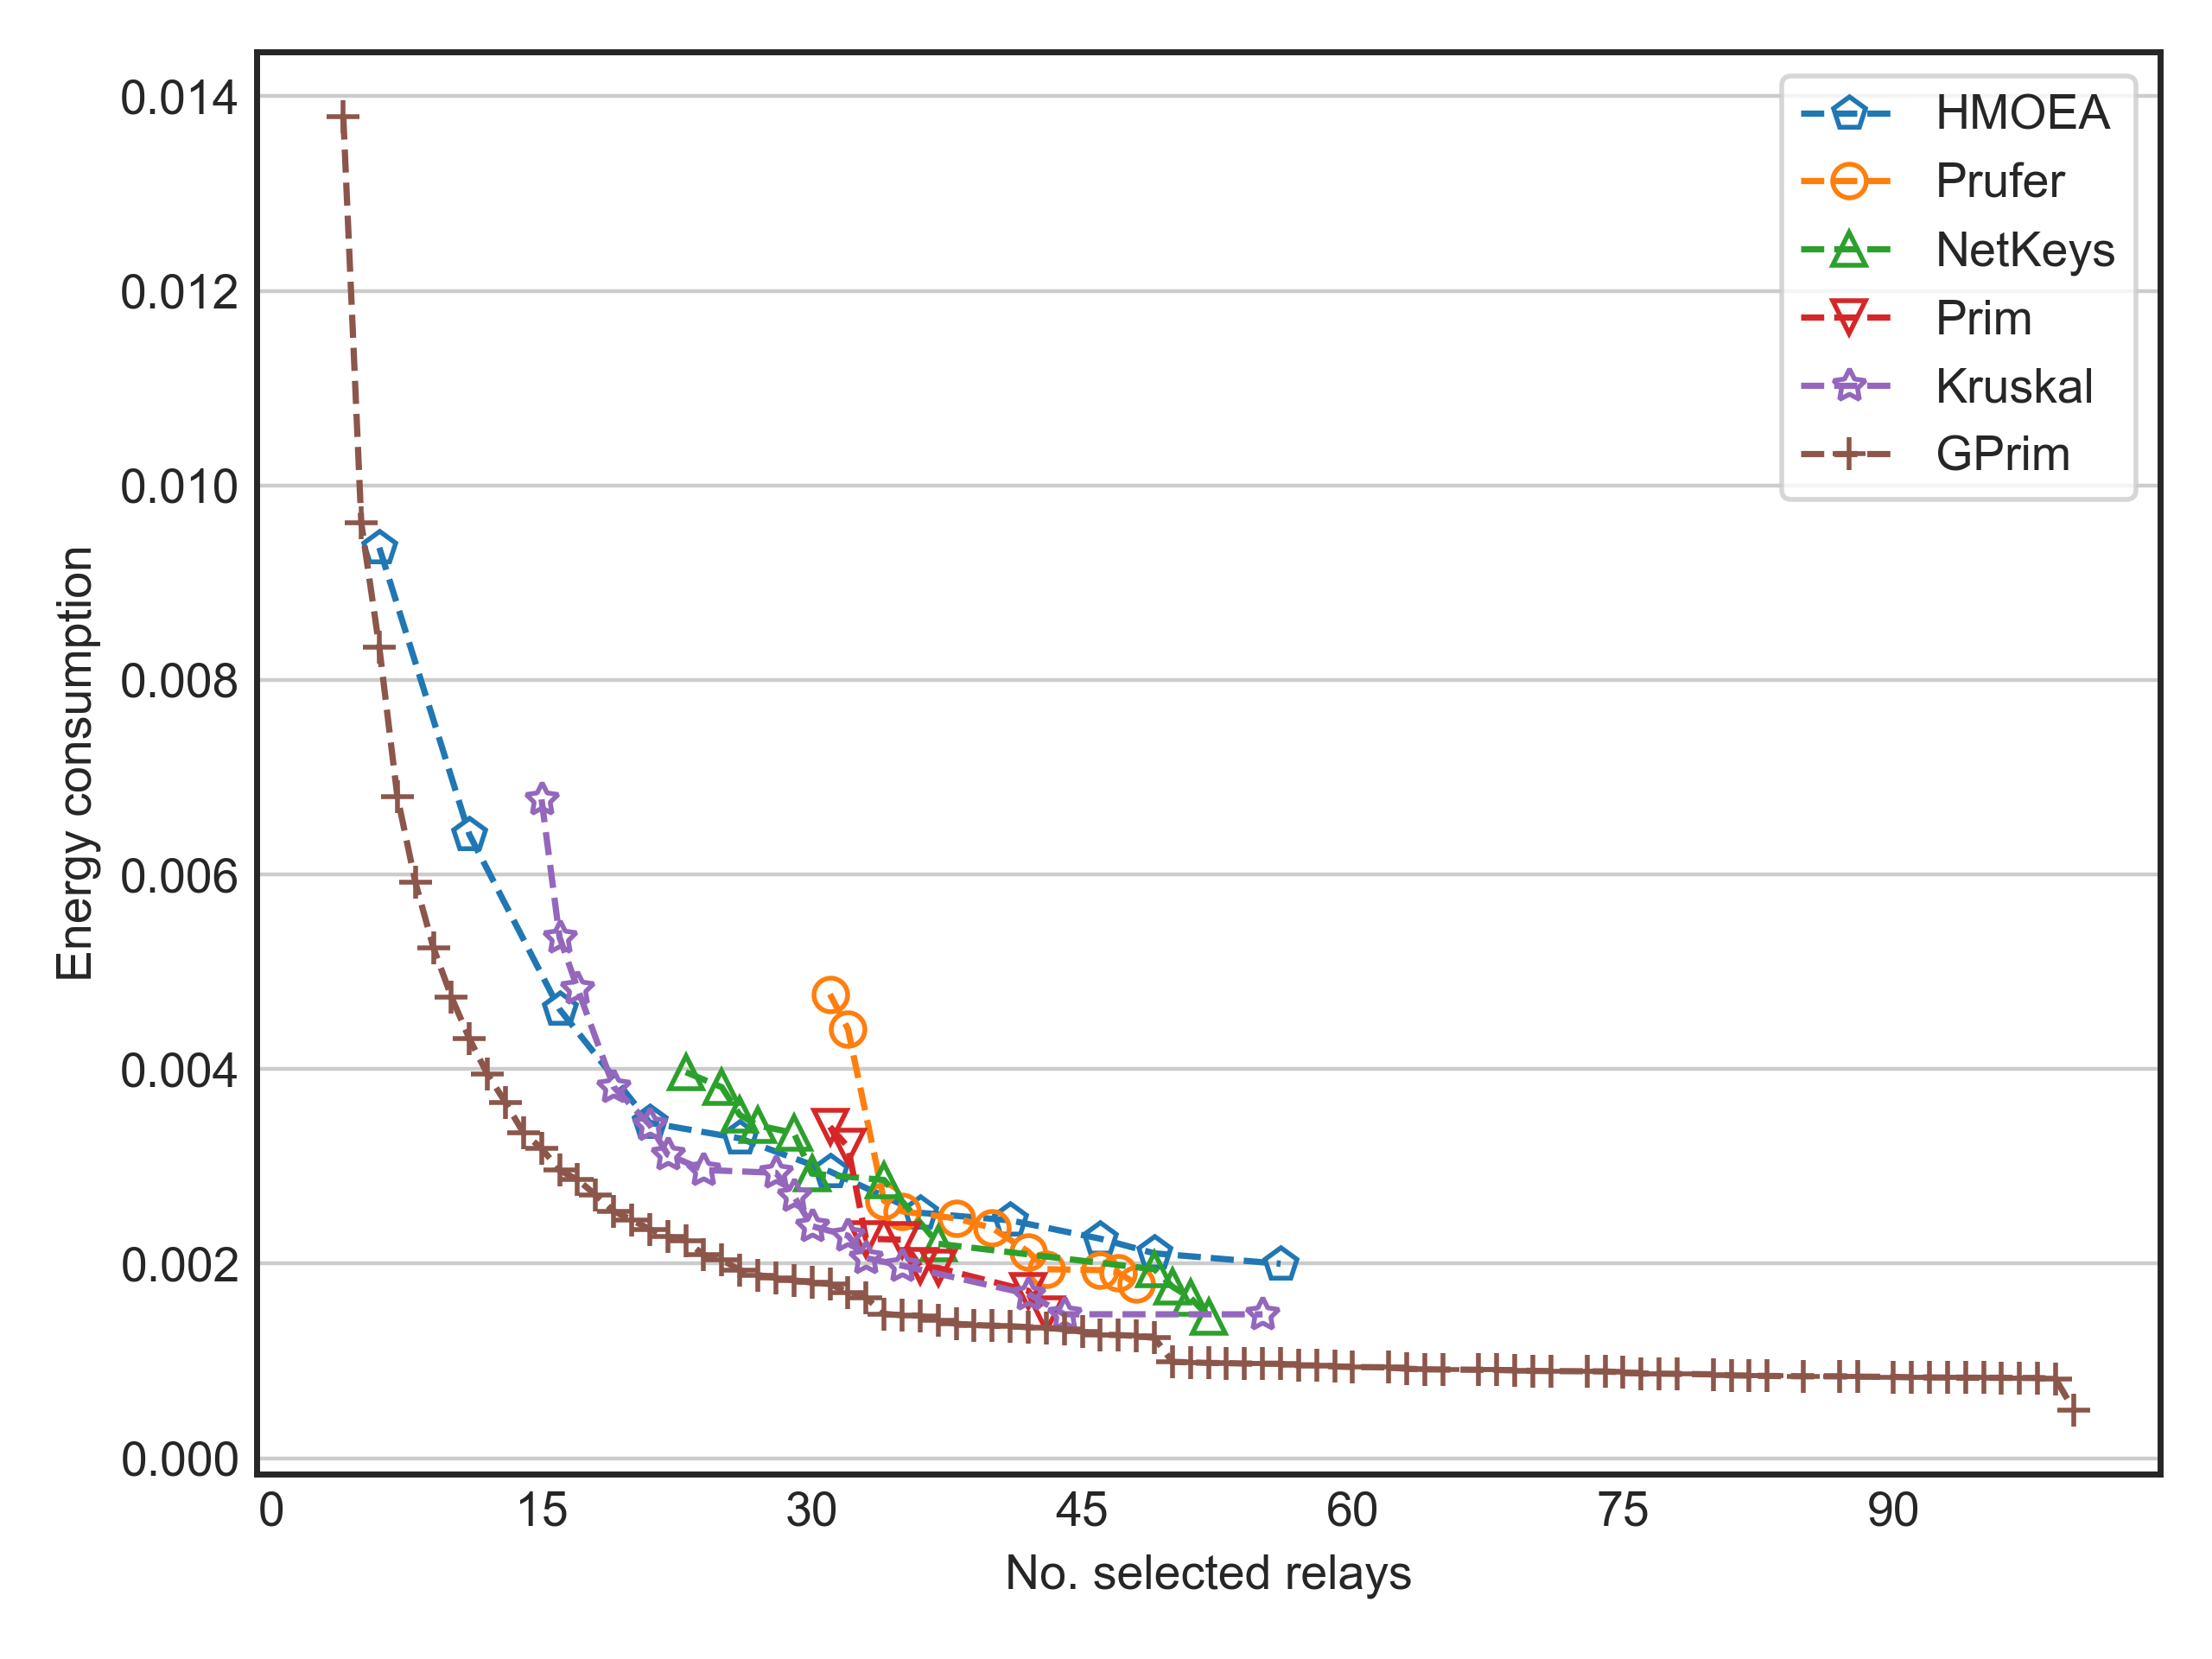 0.014
0.012
0.010
0.008
0.006
0.004
0.002
0.000
Energy consumption
0 15 30 45 60 75 90
No. selected relays
HMOEA
Prufer
NetKeys
Prim
Kruskal
GPrim